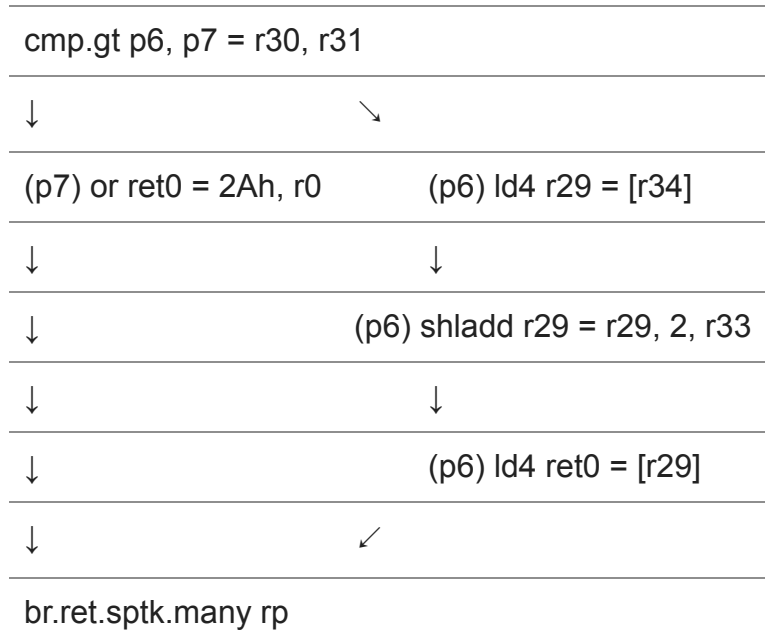 cmp.gt p6, p7 = r30, r31
↓ ↘
(p7) or ret0 = 2Ah, r0 (p6) ld4 r29 = [r34]
↓ ↓
↓ (p6) shladd r29 = r29, 2, r33
↓ ↓
↓ (p6) ld4 ret0 = [r29]
↓ ↙
br.ret.sptk.many rp